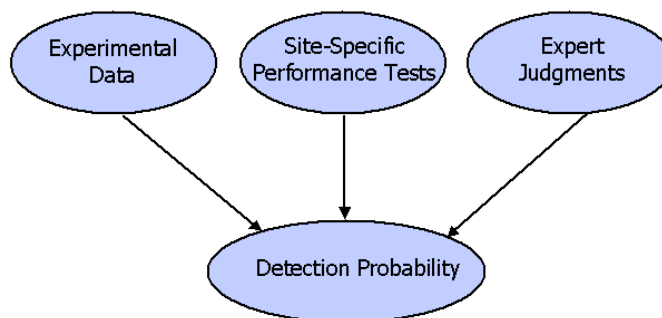 Experimental
Data
Site-Specific
Performance Tests
Expert
Judgments
Detection Probability